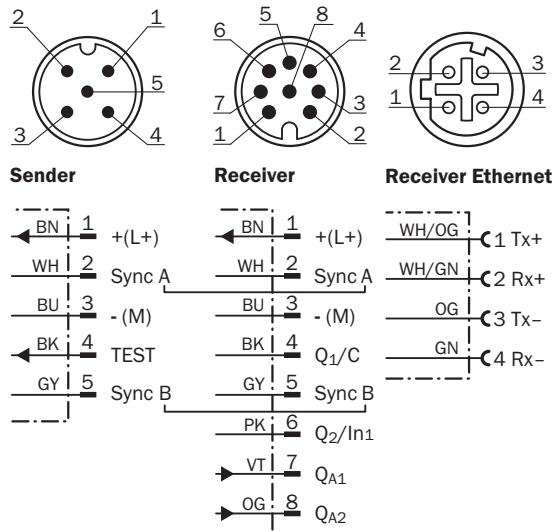 2 1
5
3 4
5 8
6 4
7 3
1 2
2 3
1 4
Sender
BN 1 +(L+)
WH 2 Sync A
BU 3 - (M)
BK 4 TEST
GY 5 Sync B
Receiver
BN 1 +(L+)
WH 2 Sync A
BU 3 - (M)
BK 4 Q1/C
GY 5 Sync B
PK 6 Q2/In1
VT 7 QA1
OG 8 QA2
Receiver Ethernet
WH/OG 1 Tx+
WH/GN 2 Rx+
OG 3 Tx–
GN 4 Rx–